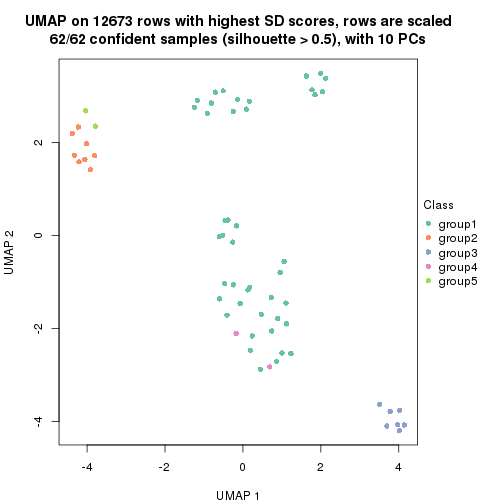 UMAP on 12673 rows with highest SD scores, rows are scaled
62/62 confident samples (silhouette > 0.5), with 10 PCs
UMAP 2
2
0
-2
-4
-4
-2
0
2
4
UMAP 1
Class
group1
group2
group3
group4
group5